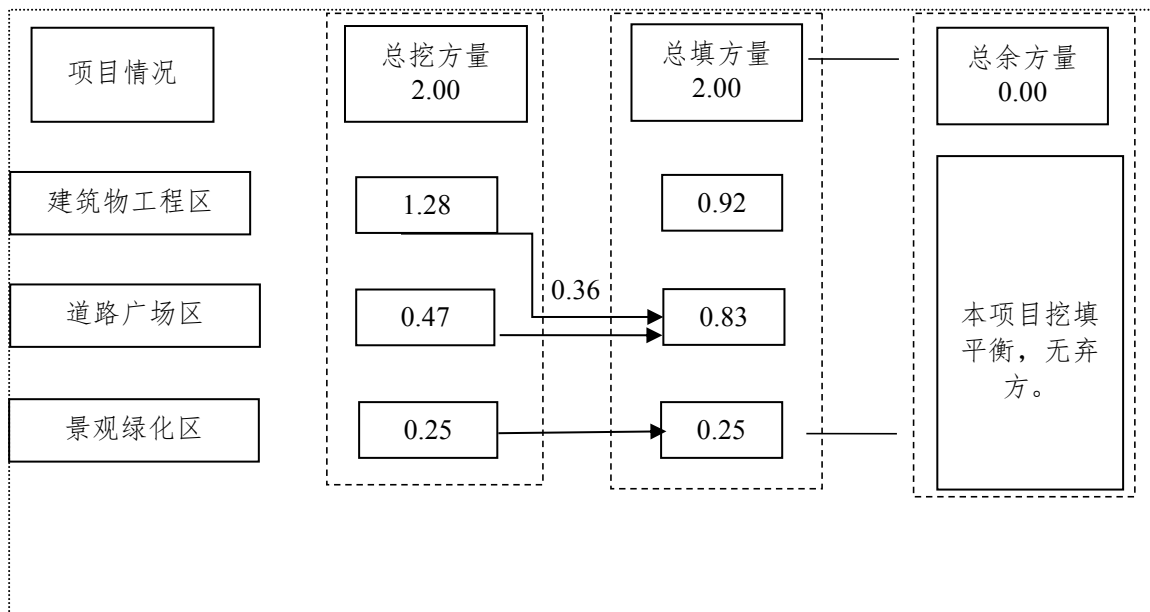 项目情况
总挖方量
2.00
总填方量
2.00
总余方量
0.00
建筑物工程区
1.28
0.92
道路广场区
0.47
0.36
0.83
本项目挖填
平衡，无弃
方。
景观绿化区
0.25
0.25